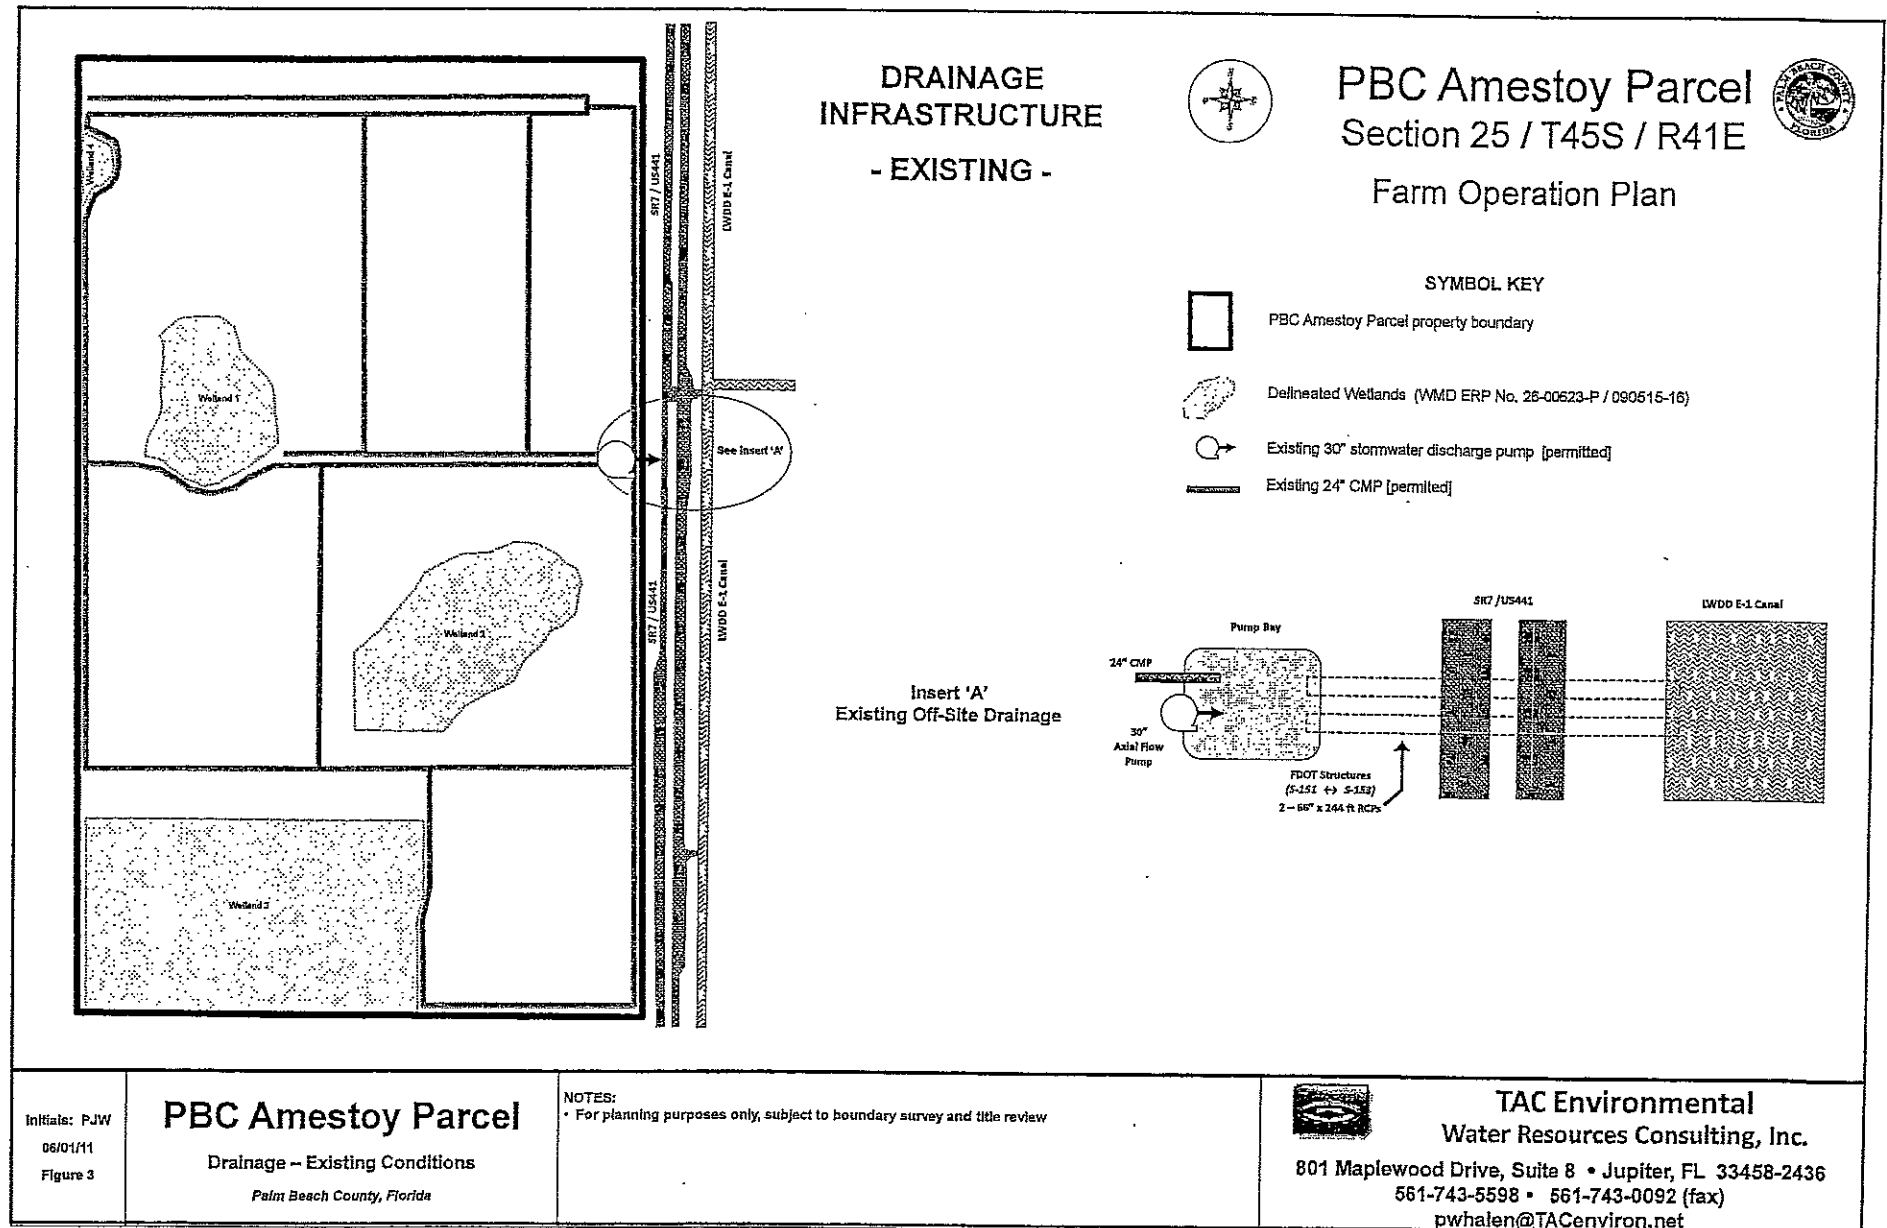 DRAINAGE
INFRASTRUCTURE
- EXISTING -
PBC Amestoy Parcel
Section 25 / T45S / R41E
Farm Operation Plan
PALM BEACH COUNTY
FLORIDA
SYMBOL KEY
PBC Amestoy Parcel property boundary
Delineated Wetlands (WMD ERP No. 26-00623-P / 090515-16)
Existing 30" stormwater discharge pump [permitted]
Existing 24" CMP [permited]
Wetland 4
Wetland 1
SR7 / US441
LWDD E-1 Canal
See Insert 'A'
Wetland 2
SR7 / US441
LWDD E-1 Canal
Wetland 3
Insert 'A'
Existing Off-Site Drainage
Pump Bay
24" CMP
30"
Axial Flow
Pump
SR7 / US441
LWDD E-1 Canal
FDOT Structures
(S-151 ↔ S-153)
2 – 66" x 244 ft RCPs
Initials: PJW
06/01/11
Figure 3
PBC Amestoy Parcel
Drainage – Existing Conditions
Palm Beach County, Florida
NOTES:
• For planning purposes only, subject to boundary survey and title review
TAC Environmental
Water Resources Consulting, Inc.
801 Maplewood Drive, Suite 8 • Jupiter, FL 33458-2436
561-743-5598 • 561-743-0092 (fax)
pwhalen@TACenviron.net